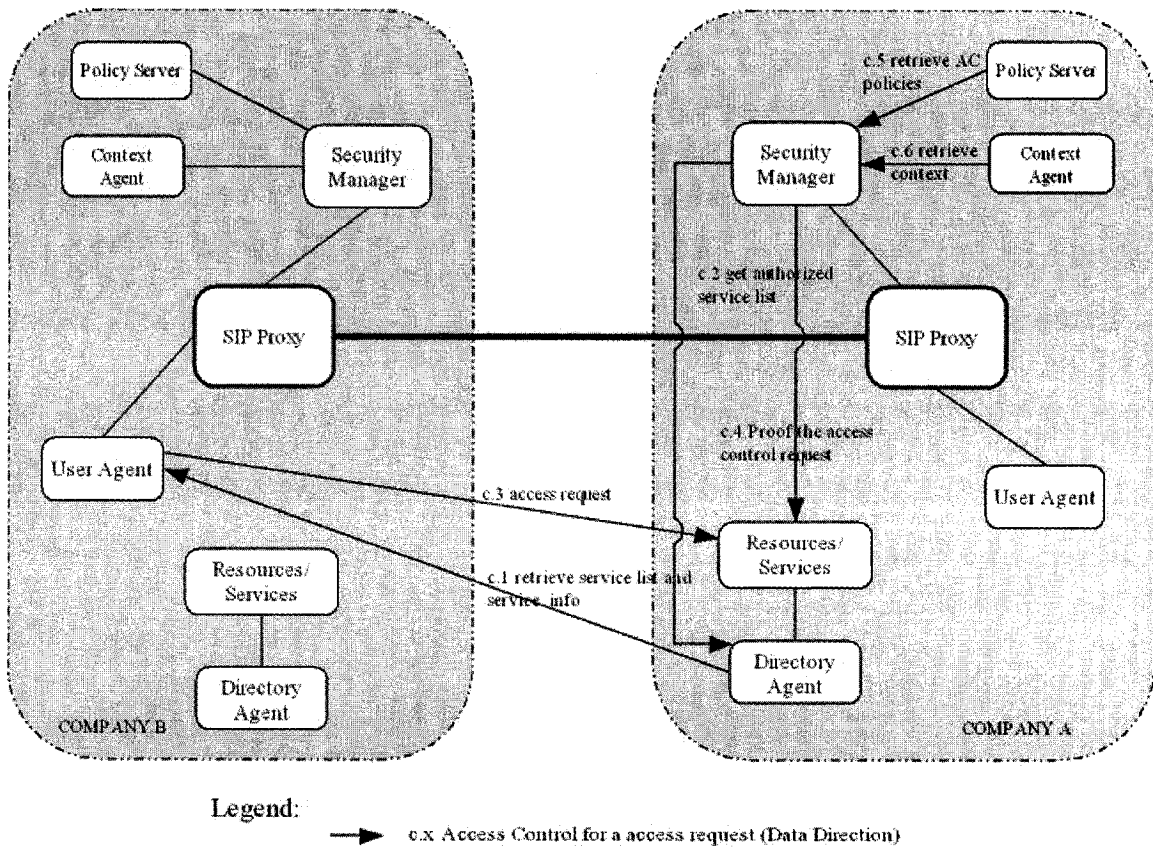 Policy Server
Context
Agent
Security
Manager
SIP Proxy
User Agent
Resources/
Services
Directory
Agent
COMPANY B
c.5 retrieve AC
policies
Policy Server
Security
Manager
c.6 retrieve
context
Context
Agent
c.2 get authorized
service list
SIP Proxy
c.4 Proof the access
control request
User Agent
c.3 access request
Resources/
Services
c.1 retrieve service list and
service info
Directory
Agent
COMPANY A
Legend:
c.x Access Control for a access request (Data Direction)